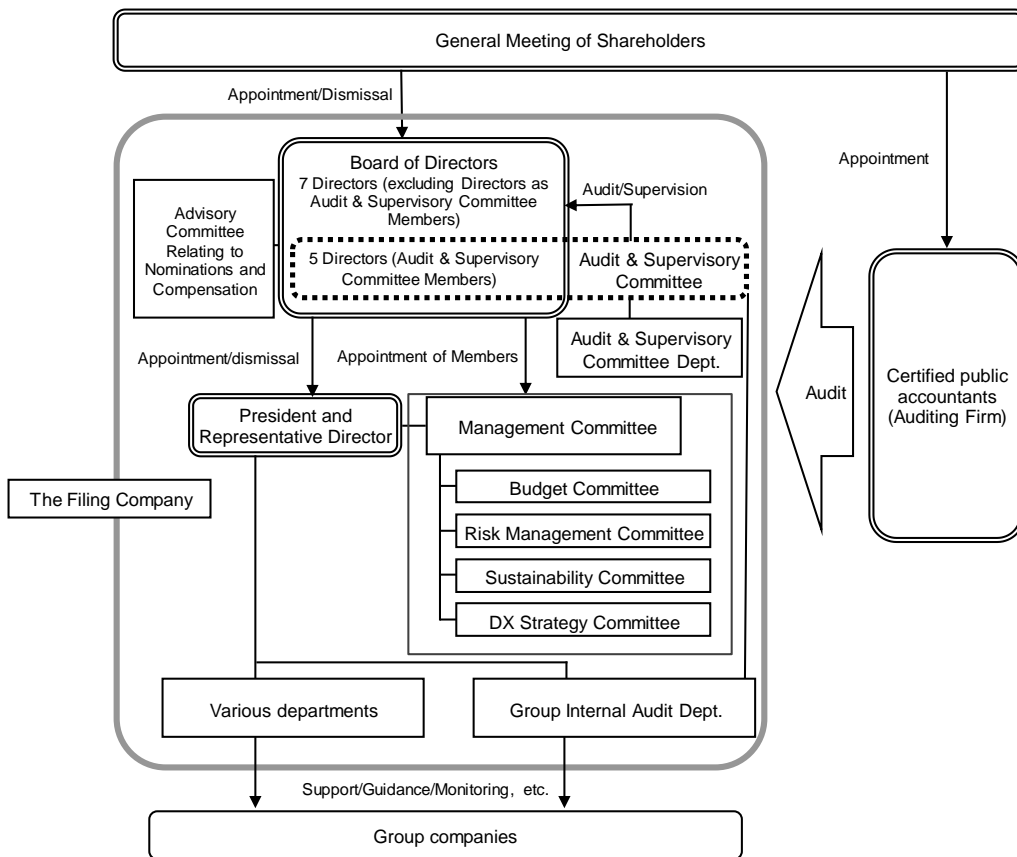 General Meeting of Shareholders
Appointment/Dismissal
Appointment
Board of Directors
7 Directors (excluding Directors as
Audit & Supervisory Committee
Members)
Audit/Supervision
Advisory
Committee
Relating to
Nominations and
Compensation
5 Directors (Audit & Supervisory
Committee Members)
Audit & Supervisory
Committee
Audit & Supervisory
Committee Dept.
Appointment/dismissal
Appointment of Members
Audit
Certified public
accountants
(Auditing Firm)
President and
Representative Director
Management Committee
The Filing Company
Budget Committee
Risk Management Committee
Sustainability Committee
DX Strategy Committee
Various departments
Group Internal Audit Dept.
Support/Guidance/Monitoring, etc.
Group companies